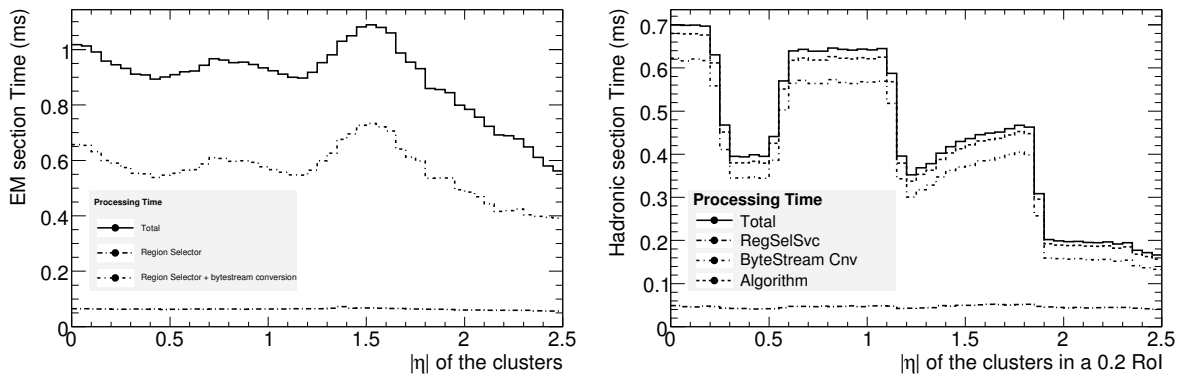 EM section Time (ms)
1
0.8
0.6
0.4
0.2
0
Processing Time
Total
Region Selector
Region Selector + bytestream conversion
0 0.5 1 1.5 2 2.5
|η| of the clusters
Hadronic section Time (ms)
0.7
0.6
0.5
0.4
0.3
0.2
0.1
0
Processing Time
Total
RegSelSvc
ByteStream Cnv
Algorithm
0 0.5 1 1.5 2 2.5
|η| of the clusters in a 0.2 RoI